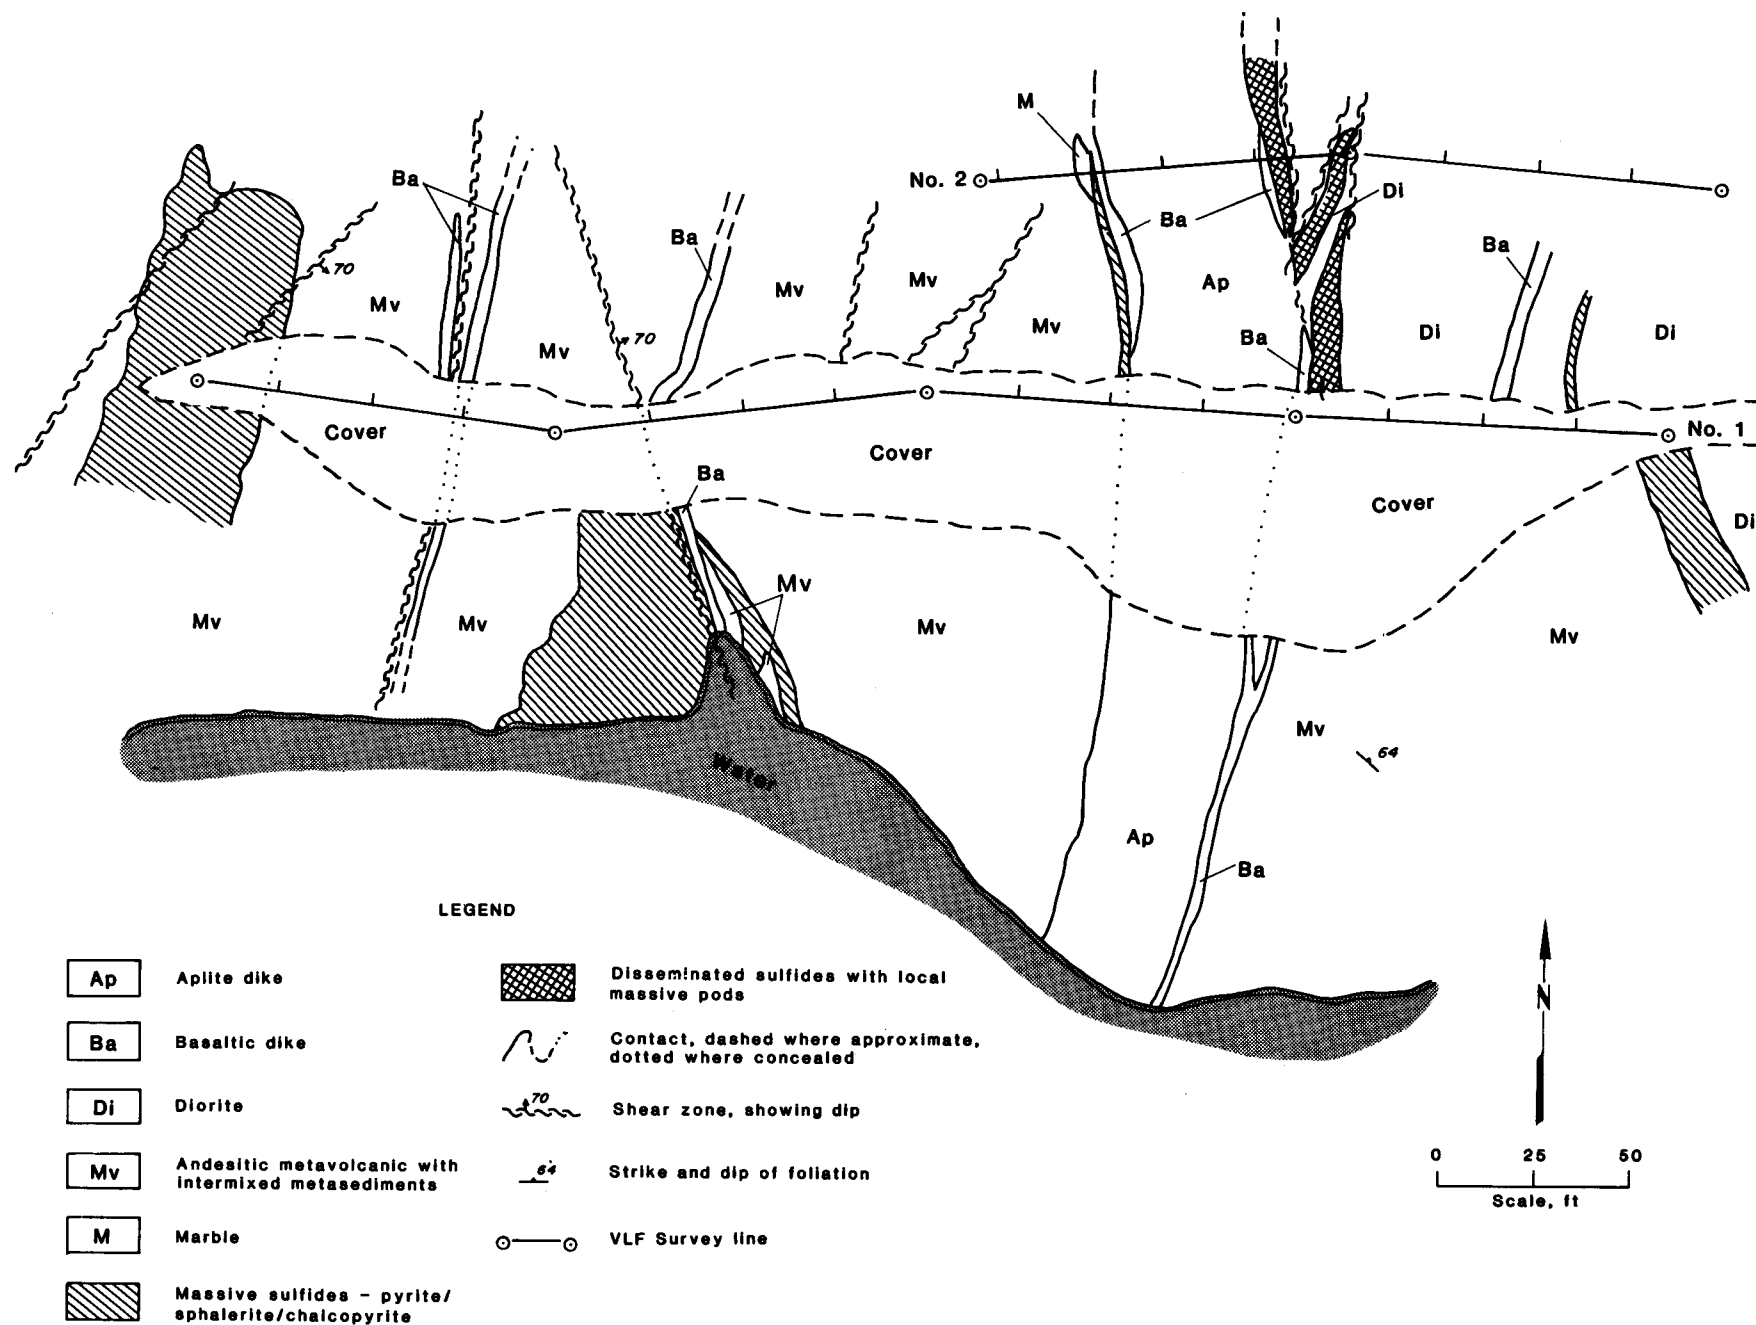 M
Ba
No. 2
Di
Ba
Ba
Ba
70
Mv
Mv
Mv
Ap
Mv
Mv
70
Ba
Di
Di
Mv
Cover
No. 1
Cover
Ba
Cover
Di
Mv
Mv
Mv
Mv
Mv
Mv
64
Water
Ap
Ba
LEGEND
Ap Aplite dike
Ba Basaltic dike
Di Diorite
Mv Andesitic metavolcanic with
intermixed metasediments
M Marble
Massive sulfides - pyrite/
sphalerite/chalcopyrite
Disseminated sulfides with local
massive pods
Contact, dashed where approximate,
dotted where concealed
70 Shear zone, showing dip
64 Strike and dip of foliation
VLF Survey line
N
0 25 50
Scale, ft